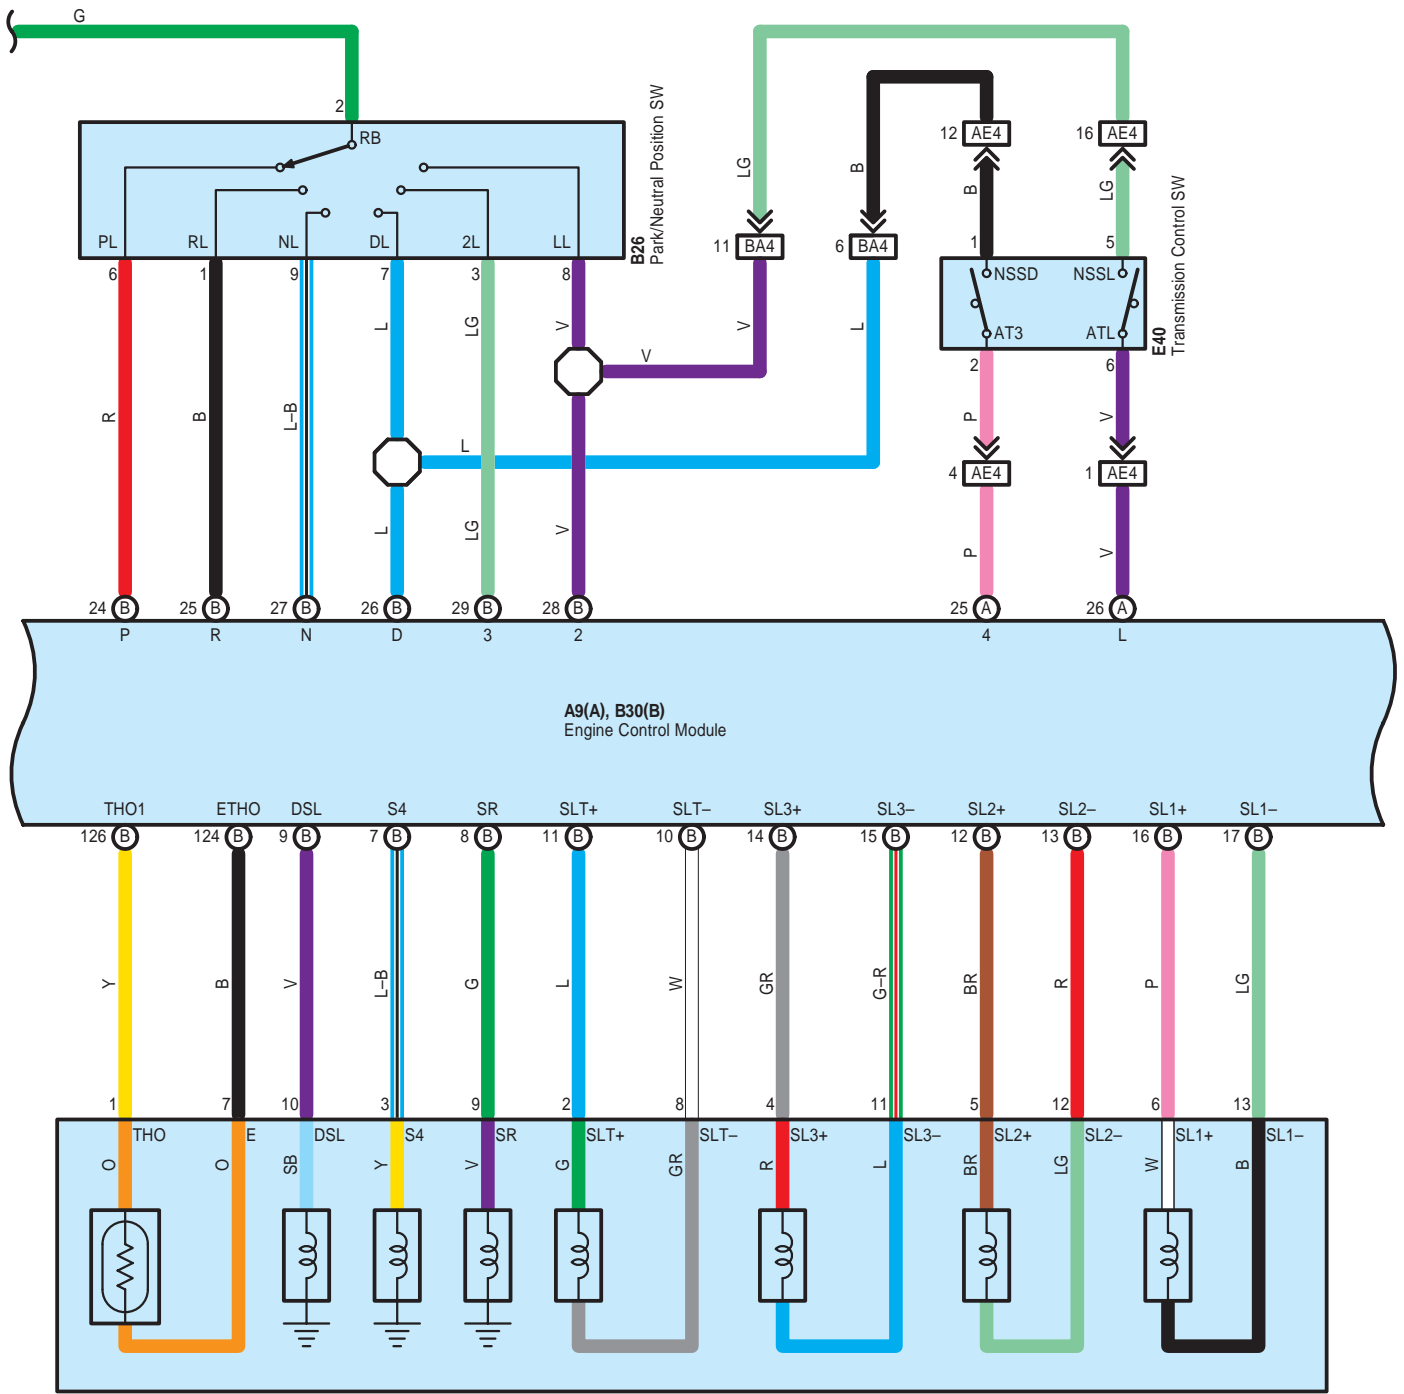 G
2
RB
PL RL NL DL 2L LL
6 1 9 7 3 8
B26
Park/Neutral Position SW
R B L–B L LG V
V
L
L LG V
LG B
11 BA4 6 BA4
V L
12 AE4 16 AE4
B LG
1 5
NSSD NSSL
AT3 ATL
E40
Transmission Control SW
2 6
P V
4 AE4 1 AE4
P V
24 B 25 B 27 B 26 B 29 B 28 B 25 A 26 A
P R N D 3 2 4 L
A9(A), B30(B)
Engine Control Module
THO1 ETHO DSL S4 SR SLT+ SLT– SL3+ SL3– SL2+ SL2– SL1+ SL1–
126 B 124 B 9 B 7 B 8 B 11 B 10 B 14 B 15 B 12 B 13 B 16 B 17 B
Y B V L–B G L W GR G–R BR R P LG
1 7 10 3 9 2 8 4 11 5 12 6 13
THO E DSL S4 SR SLT+ SLT– SL3+ SL3– SL2+ SL2– SL1+ SL1–
O O SB Y V G GR R L BR LG W B